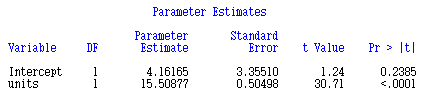 Parameter Estimates
Parameter Standard
Variable DF Estimate Error t Value Pr > |t|
Intercept 1 4.16165 3.35510 1.24 0.2385
units 1 15.50877 0.50498 30.71 <.0001